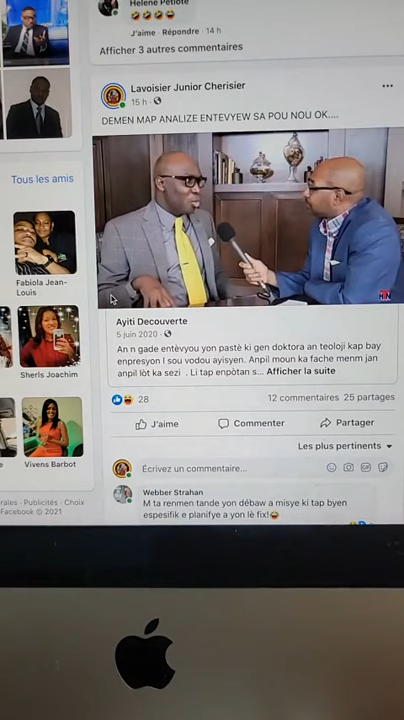 Helene Petiote
J'aime · Répondre · 14 h
Afficher 3 autres commentaires
Lavoisier Junior Cherisier
15 h ·
DEMEN MAP ANALIZE ENTEVYEW SA POU NOU OK....
Tous les amis
Fabiola Jean-
Louis
Sheris Joachim
Vivens Barbot
Ayiti Decouverte
5 juin 2020 ·
An n gade entèvyou yon pastè ki gen doktora an teoloji kap bay
enpresyon l sou vodou ayisyen. Anpil moun ka fache menm jan
anpil lòt ka sezi . Li tap enpòtan s... Afficher la suite
28
12 commentaires 25 partages
J'aime
Commenter
Partager
Les plus pertinents
Écrivez un commentaire...
GIF
Webber Strahan
M ta renmen tande yon débaw a misye ki tap byen
espesifik e planifye a yon lè fix!
rales · Publicités · Choix
Facebook © 2021